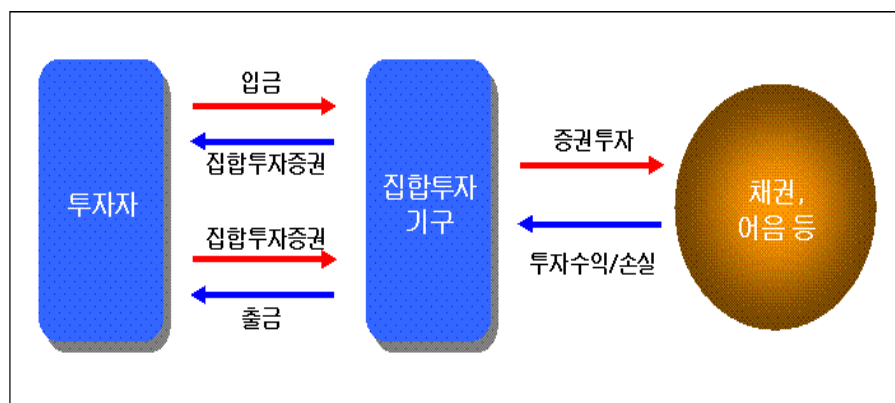 입금
집합투자증권
투자자
집합투자증권
출금
집합투자
기구
증권투자
투자수익/손실
채권,
어음 등